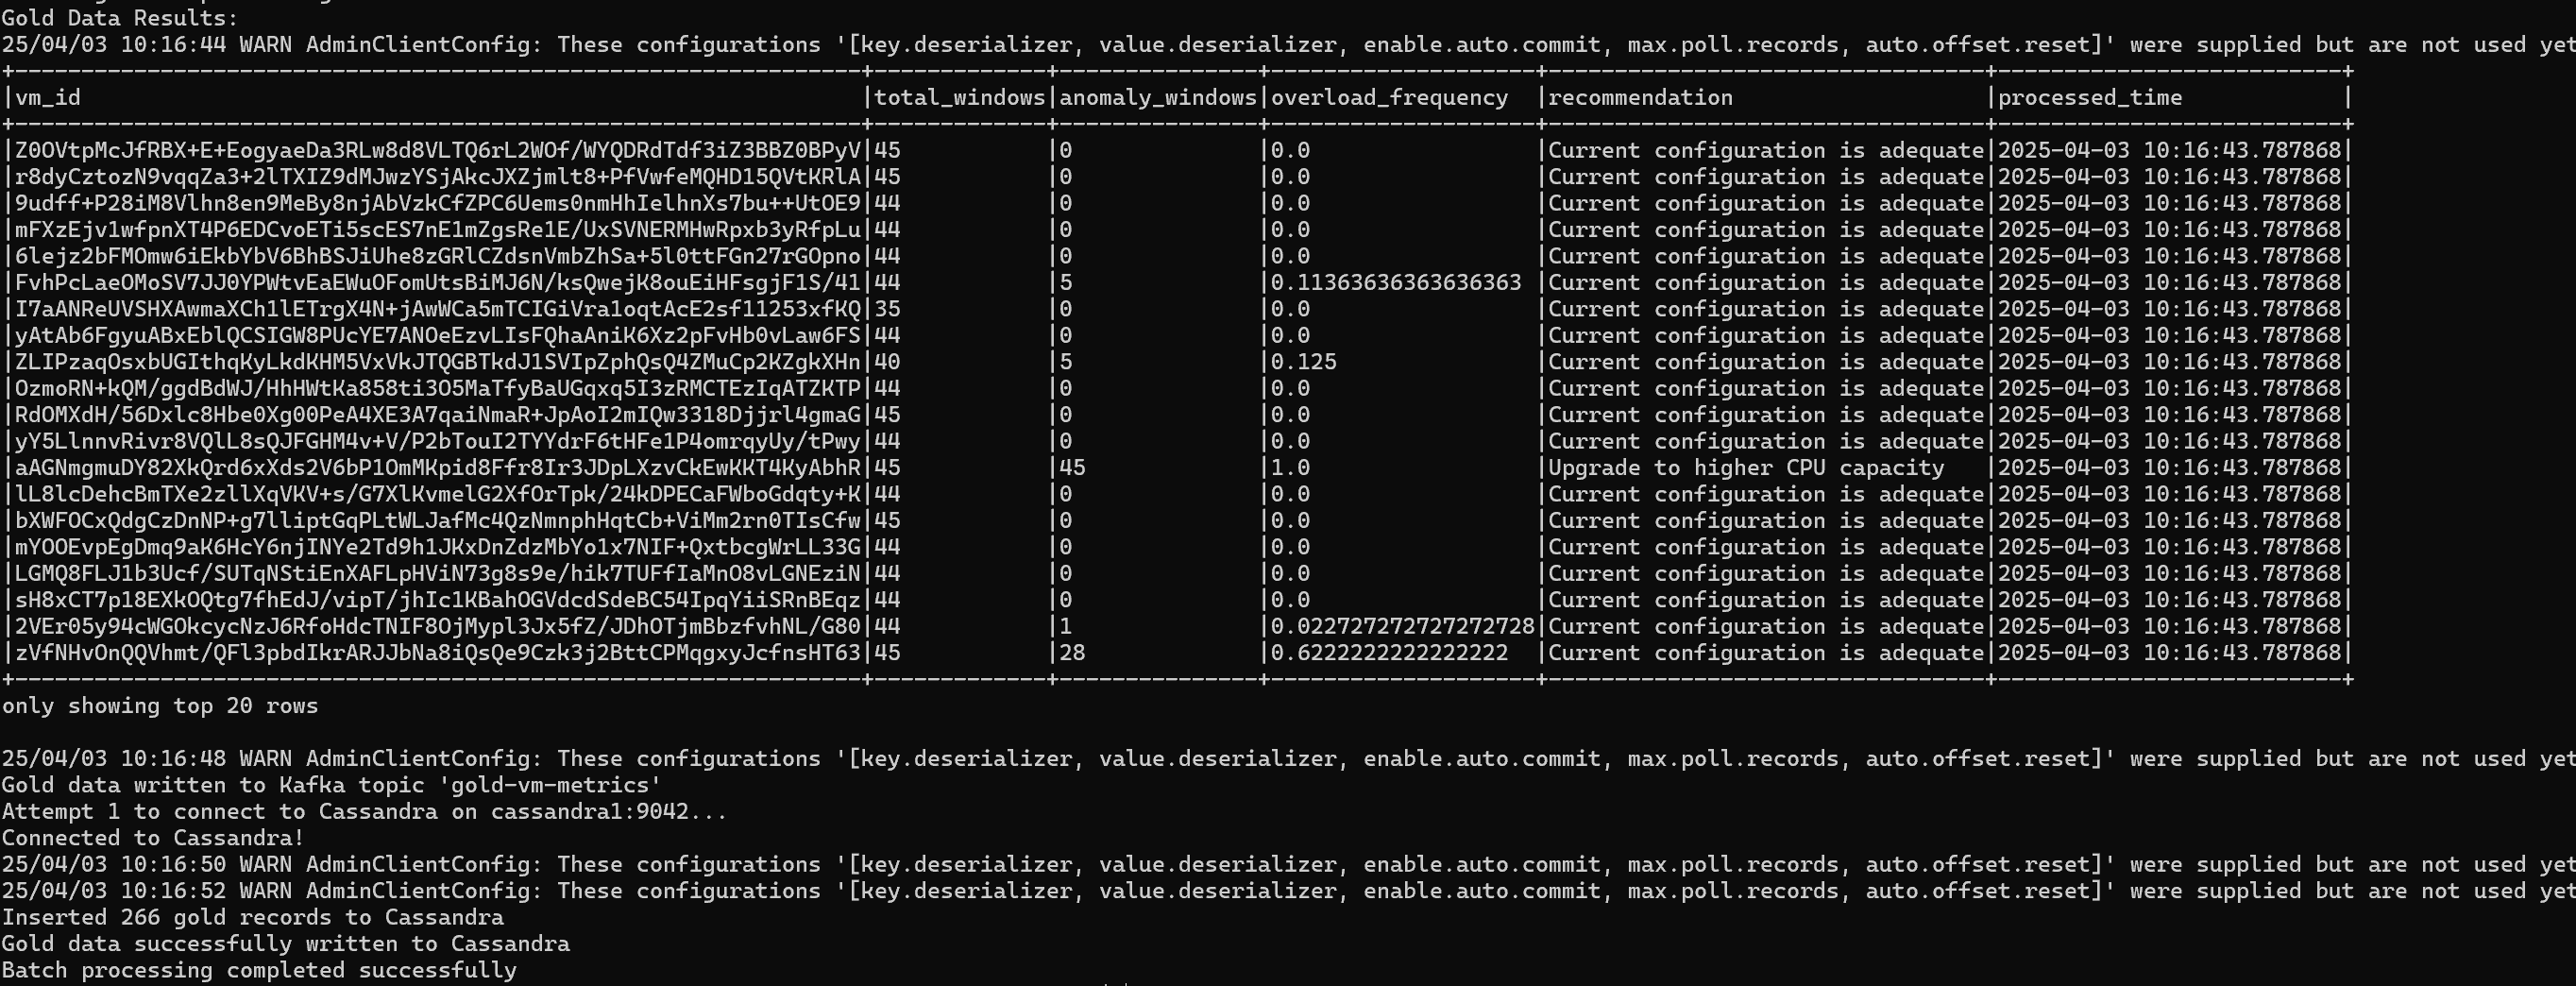 Gold Data Results:
25/04/03 10:16:44 WARN AdminClientConfig: These configurations '[key.deserializer, value.deserializer, enable.auto.commit, max.poll.records, auto.offset.reset]' were supplied but are not used yet
+----------------------------------------------------------------+-------------+---------------+--------------------+---------------------------------+--------------------------+
|vm_id                                                           |total_windows|anomaly_windows|overload_frequency  |recommendation                   |processed_time            |
+----------------------------------------------------------------+-------------+---------------+--------------------+---------------------------------+--------------------------+
|Z0OVtpMcJfRBX+E+EogyaeDa3RLw8d8VLTQ6rL2WOf/WYQDRdTdf3iZ3BBZ0BPyV|45           |0              |0.0                 |Current configuration is adequate|2025-04-03 10:16:43.787868|
|r8dyCztozN9vqqZa3+2lTXIZ9dMJwzYSjAkcJXZjmlt8+PfVwfeMQHD15QVtKRlA|45           |0              |0.0                 |Current configuration is adequate|2025-04-03 10:16:43.787868|
|9udff+P28iM8Vlhn8en9MeBy8njAbVzkCfZPC6Uems0nmHhIelhnXs7bu++UtOE9|44           |0              |0.0                 |Current configuration is adequate|2025-04-03 10:16:43.787868|
|mFXzEjv1wfpnXT4P6EDCvoETi5scES7nE1mZgsRe1E/UxSVNERMHwRpxb3yRfpLu|44           |0              |0.0                 |Current configuration is adequate|2025-04-03 10:16:43.787868|
|6lejz2bFMOmw6iEkbYbV6BhBSJiUhe8zGRlCZdsnVmbZhSa+5l0ttFGn27rGOpno|44           |0              |0.0                 |Current configuration is adequate|2025-04-03 10:16:43.787868|
|FvhPcLaeOMoSV7JJ0YPWtvEaEWuOFomUtsBiMJ6N/ksQwejK8ouEiHFsgjF1S/41|44           |5              |0.11363636363636363 |Current configuration is adequate|2025-04-03 10:16:43.787868|
|I7aANReUVSHXAwmaXCh1lETrgX4N+jAwWCa5mTCIGiVra1oqtAcE2sf11253xfKQ|35           |0              |0.0                 |Current configuration is adequate|2025-04-03 10:16:43.787868|
|yAtAb6FgyuABxEblQCSIGW8PUcYE7ANOeEzvLIsFQhaAniK6Xz2pFvHb0vLaw6FS|44           |0              |0.0                 |Current configuration is adequate|2025-04-03 10:16:43.787868|
|ZLIPzaqOsxbUGIthqKyLkdKHM5VxVkJTQGBTkdJ1SVIpZphQsQ4ZMuCp2KZgkXHn|40           |5              |0.125               |Current configuration is adequate|2025-04-03 10:16:43.787868|
|OzmoRN+kQM/ggdBdWJ/HhHWtKa858ti3O5MaTfyBaUGqxq5I3zRMCTEzIqATZKTP|44           |0              |0.0                 |Current configuration is adequate|2025-04-03 10:16:43.787868|
|RdOMXdH/56Dxlc8Hbe0Xg00PeA4XE3A7qaiNmaR+JpAoI2mIQw3318Djjrl4gmaG|45           |0              |0.0                 |Current configuration is adequate|2025-04-03 10:16:43.787868|
|yY5LlnnvRivr8VQlL8sQJFGHM4v+V/P2bTouI2TYYdrF6tHFe1P4omrqyUy/tPwy|44           |0              |0.0                 |Current configuration is adequate|2025-04-03 10:16:43.787868|
|aAGNmgmuDY82XkQrd6xXds2V6bP1OmMKpid8Ffr8Ir3JDpLXzvCkEwKKT4KyAbhR|45           |45             |1.0                 |Upgrade to higher CPU capacity   |2025-04-03 10:16:43.787868|
|lL8lcDehcBmTXe2zllXqVKV+s/G7XlKvmelG2XfOrTpk/24kDPECaFWboGdqty+K|44           |0              |0.0                 |Current configuration is adequate|2025-04-03 10:16:43.787868|
|bXWFOCxQdgCzDnNP+g7lliptGqPLtWLJafMc4QzNmnphHqtCb+ViMm2rn0TIsCfw|45           |0              |0.0                 |Current configuration is adequate|2025-04-03 10:16:43.787868|
|mYOOEvpEgDmq9aK6HcY6njINYe2Td9h1JKxDnZdzMbYo1x7NIF+QxtbcgWrLL33G|44           |0              |0.0                 |Current configuration is adequate|2025-04-03 10:16:43.787868|
|LGMQ8FLJ1b3Ucf/SUTqNStiEnXAFLpHViN73g8s9e/hik7TUFfIaMnO8vLGNEziN|44           |0              |0.0                 |Current configuration is adequate|2025-04-03 10:16:43.787868|
|sH8xCT7p18EXkOQtg7fhEdJ/vipT/jhIc1KBahOGVdcdSdeBC54IpqYiiSRnBEqz|44           |0              |0.0                 |Current configuration is adequate|2025-04-03 10:16:43.787868|
|2VEr05y94cWGOkcycNzJ6RfoHdcTNIF8OjMypl3Jx5fZ/JDhOTjmBbzfvhNL/G80|44           |1              |0.022727272727272728|Current configuration is adequate|2025-04-03 10:16:43.787868|
|zVfNHvOnQQVhmt/QFl3pbdIkrARJJbNa8iQsQe9Czk3j2BttCPMqgxyJcfnsHT63|45           |28             |0.6222222222222222  |Current configuration is adequate|2025-04-03 10:16:43.787868|
+----------------------------------------------------------------+-------------+---------------+--------------------+---------------------------------+--------------------------+
only showing top 20 rows
25/04/03 10:16:48 WARN AdminClientConfig: These configurations '[key.deserializer, value.deserializer, enable.auto.commit, max.poll.records, auto.offset.reset]' were supplied but are not used yet
Gold data written to Kafka topic 'gold-vm-metrics'
Attempt 1 to connect to Cassandra on cassandra1:9042...
Connected to Cassandra!
25/04/03 10:16:50 WARN AdminClientConfig: These configurations '[key.deserializer, value.deserializer, enable.auto.commit, max.poll.records, auto.offset.reset]' were supplied but are not used yet
25/04/03 10:16:52 WARN AdminClientConfig: These configurations '[key.deserializer, value.deserializer, enable.auto.commit, max.poll.records, auto.offset.reset]' were supplied but are not used yet
Inserted 266 gold records to Cassandra
Gold data successfully written to Cassandra
Batch processing completed successfully